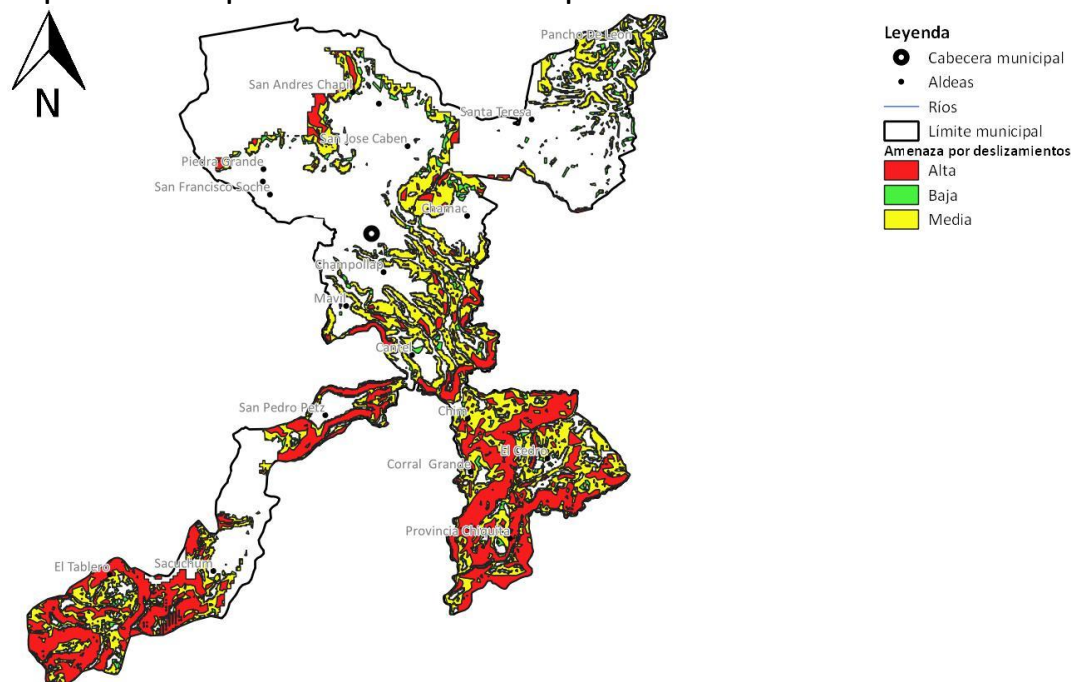 N
Pancho De León
San Andres Chapil
Santa Teresa
San Jose Caben
Piedra Grande
San Francisco Soche
Chamac
Champollap
Mavil
Cantel
San Pedro Petz
Chim
El Cedro
Corral Grande
Provincia Chiquita
El Tablero
Sacuchum
Leyenda
Cabecera municipal
Aldeas
Ríos
Límite municipal
Amenaza por deslizamientos
Alta
Baja
Media